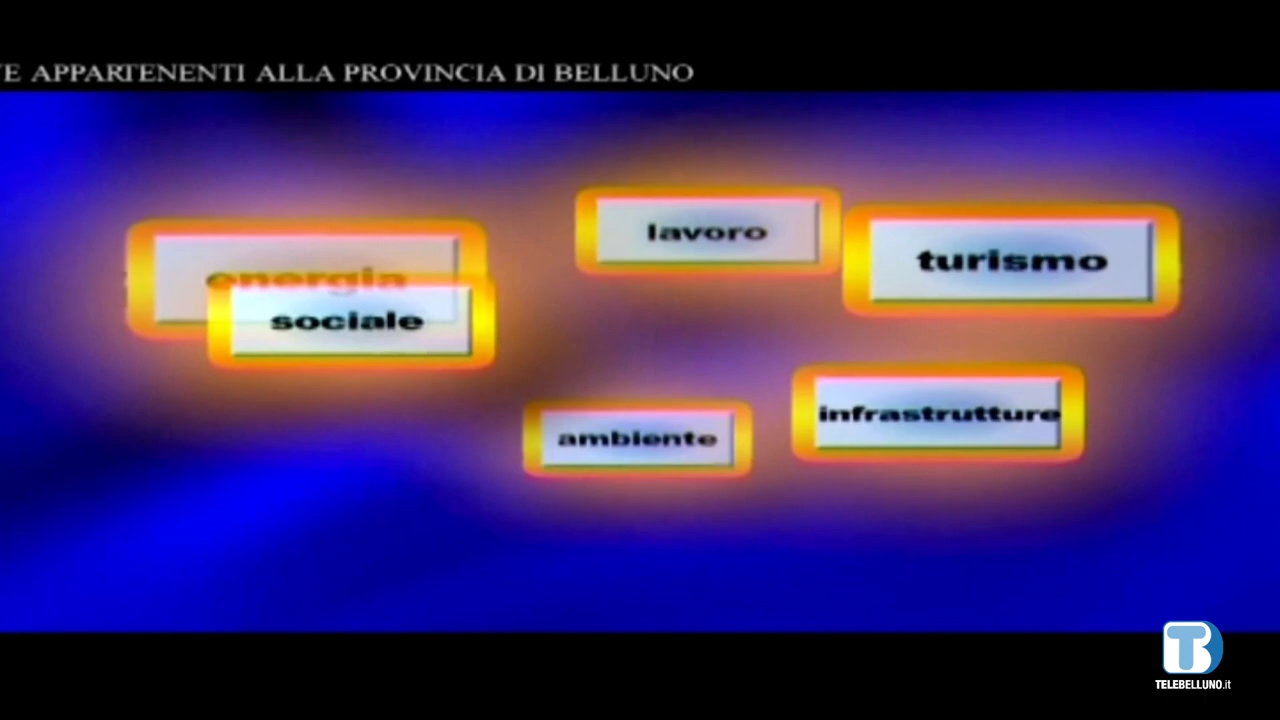 APPARTENENTI ALLA PROVINCIA DI BELLUNO
lavoro
turismo
energia
sociale
infrastrutture
ambiente
TELEBELLUNO.it